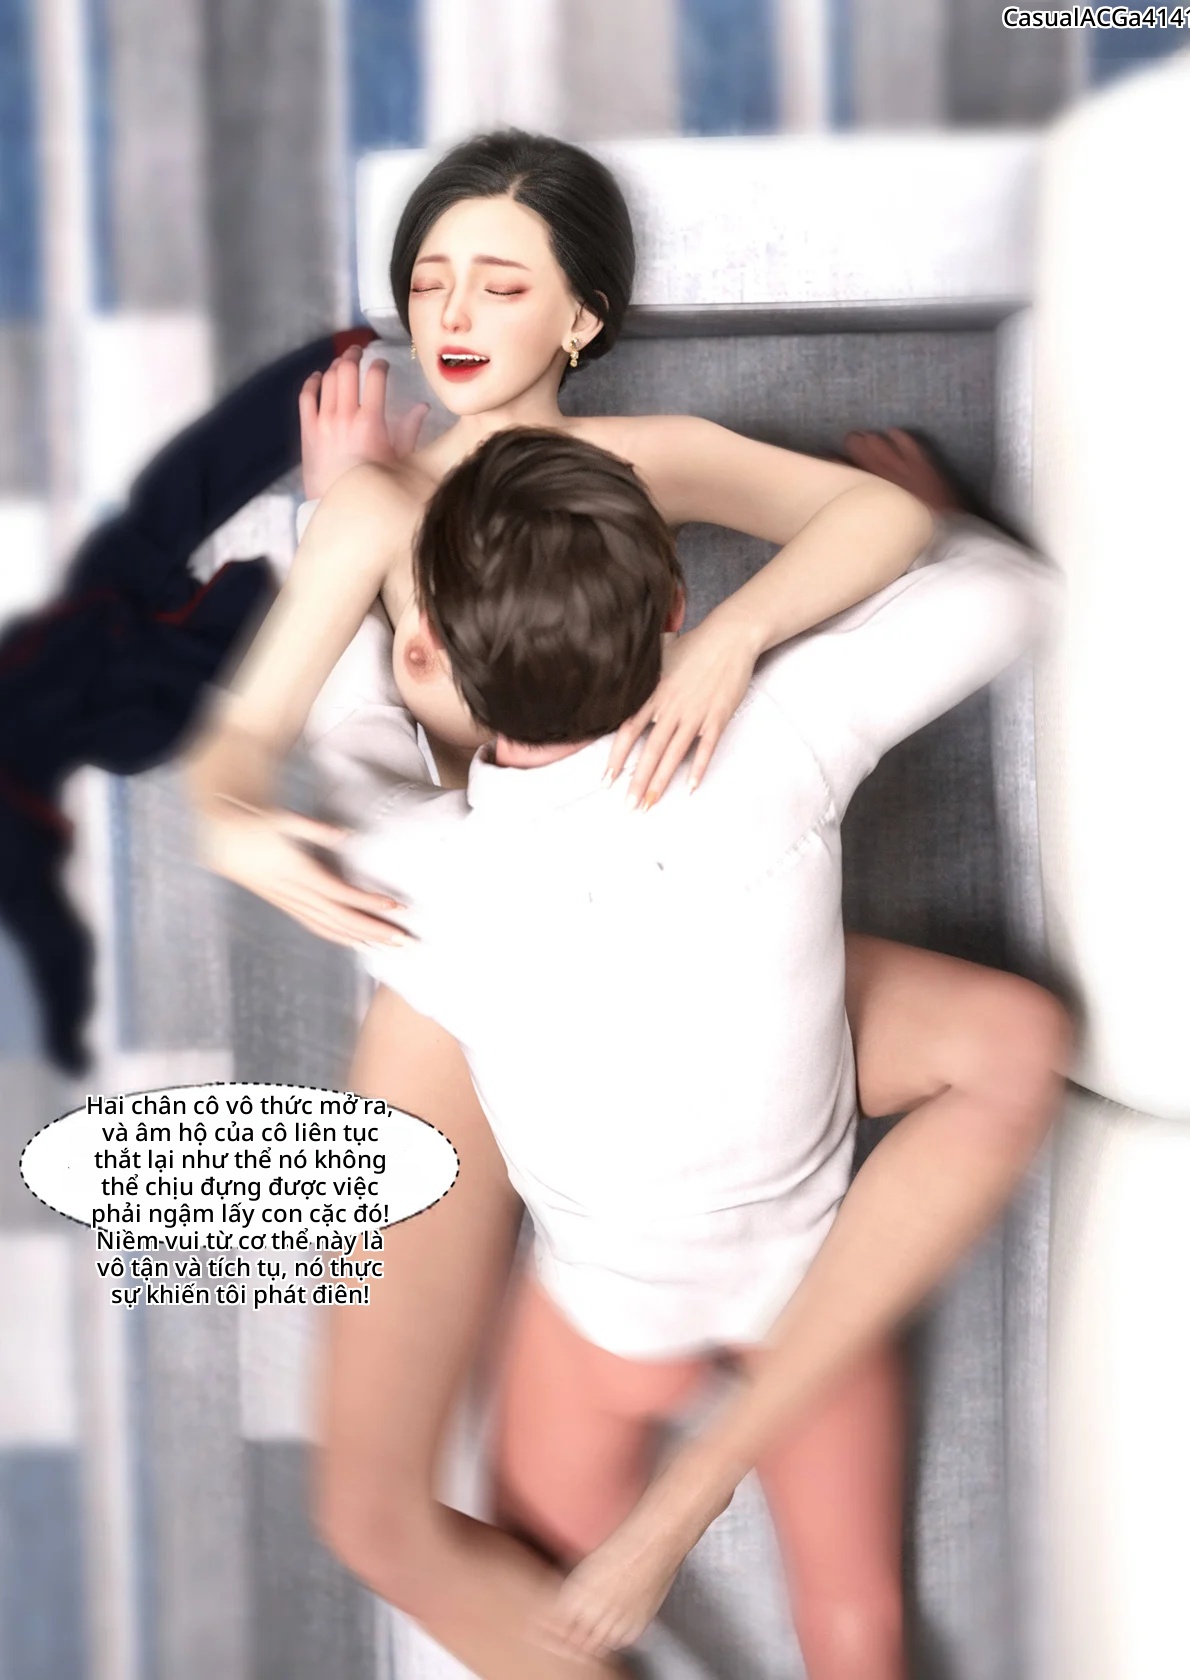 CasualACGa4141
Hai chân cô vô thức mở ra,
và âm hộ của cô liên tục
thắt lại như thể nó không
thể chịu đựng được việc
phải ngậm lấy con cặc đó!
Niềm vui từ cơ thể này là
vô tận và tích tụ, nó thực
sự khiến tôi phát điên!